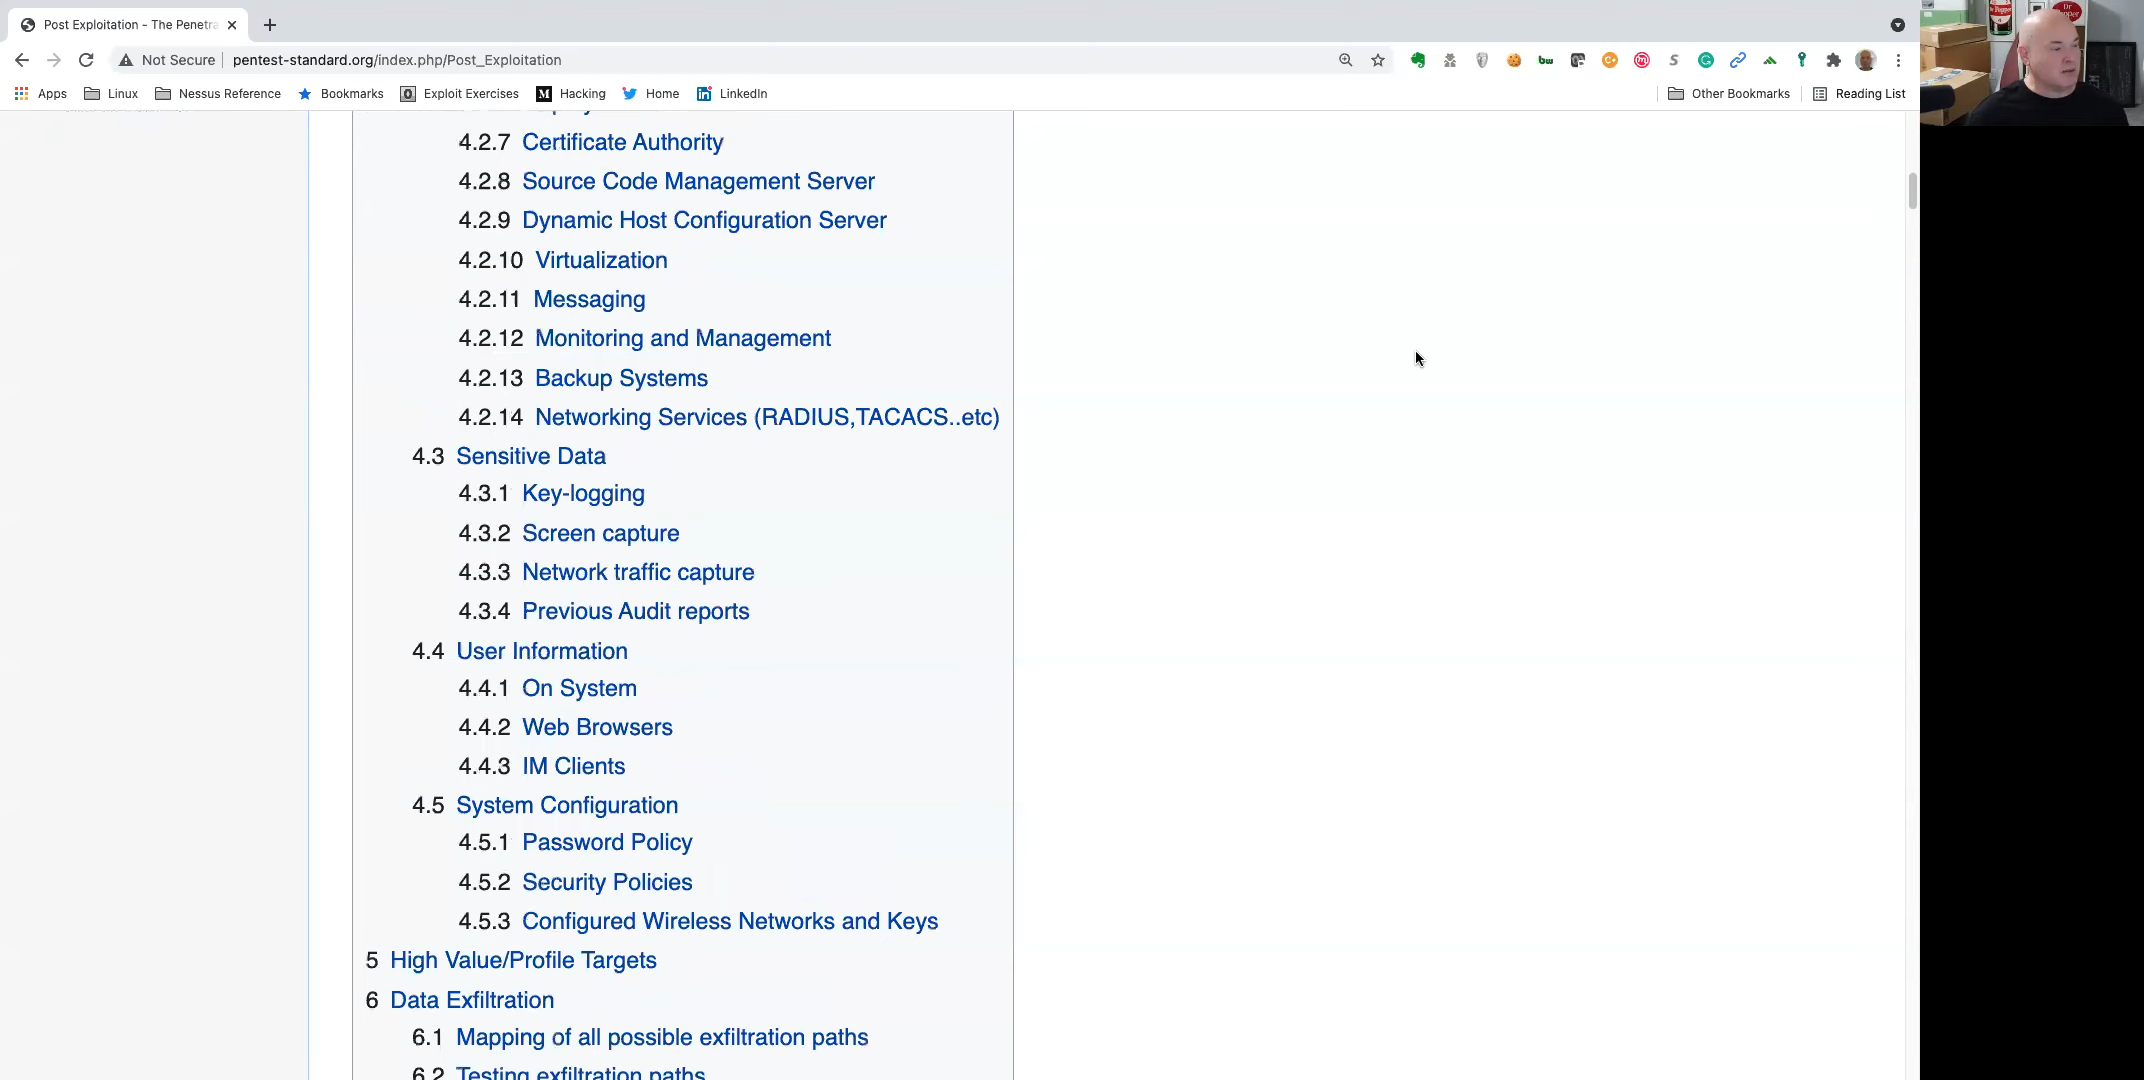 Post Exploitation - The Penetra
Not Secure pentest-standard.org/index.php/Post_Exploitation
Apps Linux Nessus Reference Bookmarks Exploit Exercises Hacking Home LinkedIn Other Bookmarks Reading List
4.2.7 Certificate Authority
4.2.8 Source Code Management Server
4.2.9 Dynamic Host Configuration Server
4.2.10 Virtualization
4.2.11 Messaging
4.2.12 Monitoring and Management
4.2.13 Backup Systems
4.2.14 Networking Services (RADIUS,TACACS..etc)
4.3 Sensitive Data
4.3.1 Key-logging
4.3.2 Screen capture
4.3.3 Network traffic capture
4.3.4 Previous Audit reports
4.4 User Information
4.4.1 On System
4.4.2 Web Browsers
4.4.3 IM Clients
4.5 System Configuration
4.5.1 Password Policy
4.5.2 Security Policies
4.5.3 Configured Wireless Networks and Keys
5 High Value/Profile Targets
6 Data Exfiltration
6.1 Mapping of all possible exfiltration paths
6.2 Testing exfiltration paths